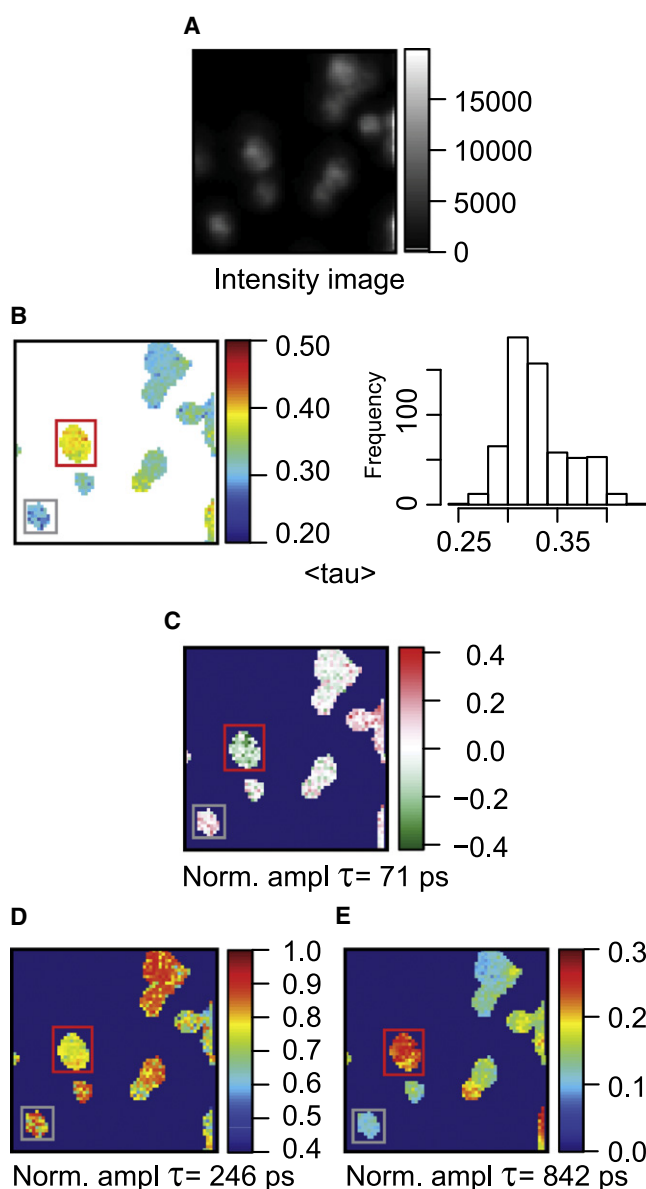 A
15000
10000
5000
0
Intensity image
B
0.50
0.40
0.30
0.20
Frequency
100
0
0.25 0.35
<tau>
C
0.4
0.2
0.0
−0.2
−0.4
Norm. ampl τ= 71 ps
D
1.0
0.9
0.8
0.7
0.6
0.5
0.4
Norm. ampl τ= 246 ps
E
0.3
0.2
0.1
0.0
Norm. ampl τ= 842 ps